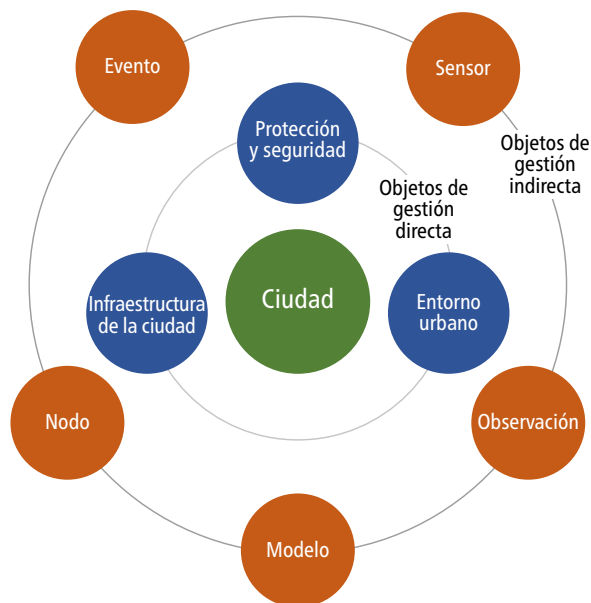 Evento
Sensor
Protección
y seguridad
Objetos de
gestión
indirecta
Objetos de
gestión
directa
Infraestructura
de la ciudad
Ciudad
Entorno
urbano
Nodo
Observación
Modelo